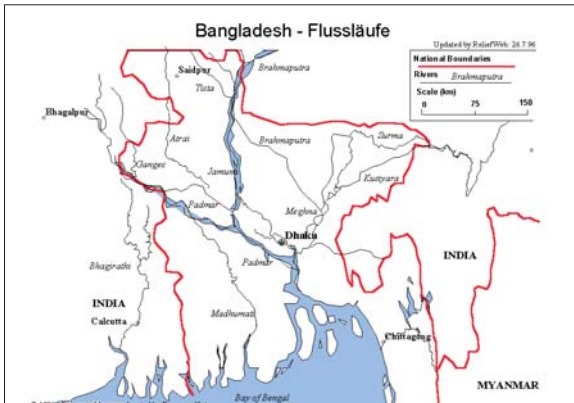 Bangladesh - Flussläufe
Updated by ReliefWeb 26.7.96
National Boundaries
Rivers Brahmaputra
Scale (km)
0 75 150
Saidpur
Brahmaputra
Tista
Bhagalpur
Atrai
Brahmaputra
Surma
Ganges
Jamuna
Kusiyara
Padmar
Meghna
Dhaka
Bhagirathi
Padmar
INDIA
INDIA
Madhumati
Calcutta
Chittagong
MYANMAR
Bay of Bengal